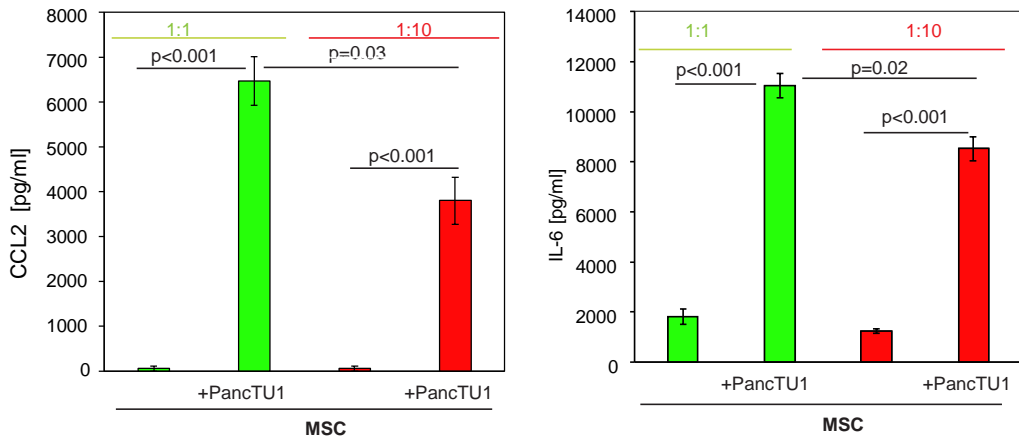 8000
7000
6000
5000
4000
3000
2000
1000
0
CCL2 [pg/ml]
1:1
1:10
p<0.001
p=0.03
p<0.001
+PancTU1
+PancTU1
MSC
14000
12000
10000
8000
6000
4000
2000
0
IL-6 [pg/ml]
1:1
1:10
p<0.001
p=0.02
p<0.001
+PancTU1
+PancTU1
MSC